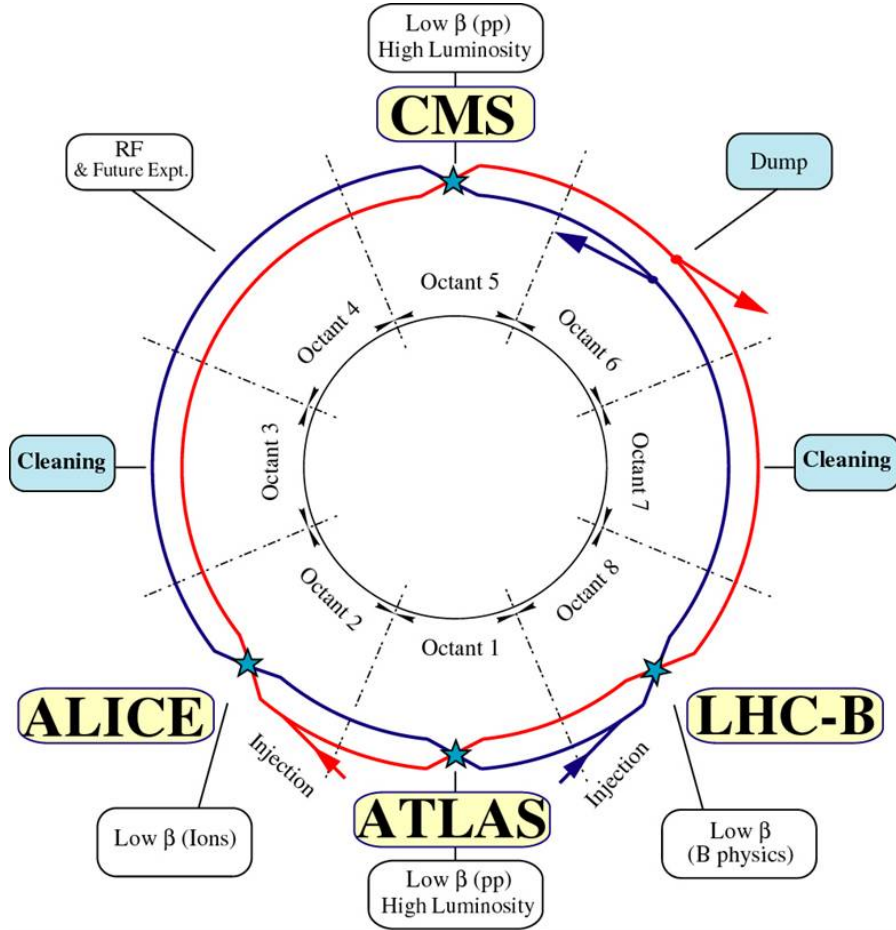 Low β (pp)
High Luminosity
CMS
RF
& Future Expt.
Dump
Octant 5
Octant 4
Octant 6
Cleaning
Octant 3
Octant 7
Cleaning
Octant 2
Octant 8
Octant 1
ALICE
LHC-B
Injection
Injection
ATLAS
Low β (Ions)
Low β
(B physics)
Low β (pp)
High Luminosity